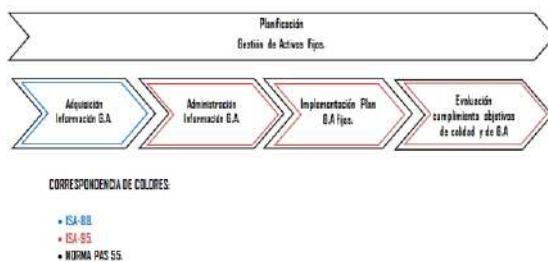 Planificación
Gestión de Activos Fijos.
Adquisición
Información G.A.
Administración
Información G.A.
Implementación Plan
G.A fijos.
Evaluación
cumplimiento objetivos
de calidad y de G.A
CORRESPONDENCIA DE COLORES:
• ISA-88.
• ISA-95.
• NORMA PAS 55.